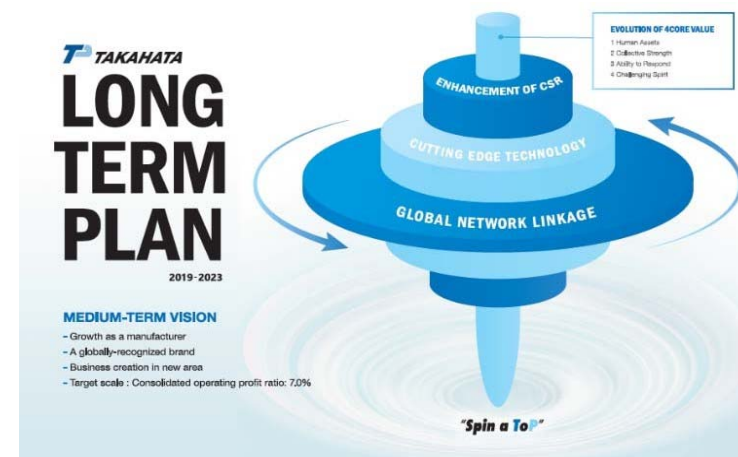 TAKAHATA
LONG
TERM
PLAN
2019-2023
MEDIUM-TERM VISION
- Growth as a manufacturer
- A globally-recognized brand
- Business creation in new area
- Target scale : Consolidated operating profit ratio: 7.0%
EVOLUTION OF 4CORE VALUE
1 Human Assets
2 Collective Strength
3 Ability to Respond
4 Challenging Spirit
ENHANCEMENT OF CSR
CUTTING EDGE TECHNOLOGY
GLOBAL NETWORK LINKAGE
"Spin a ToP"